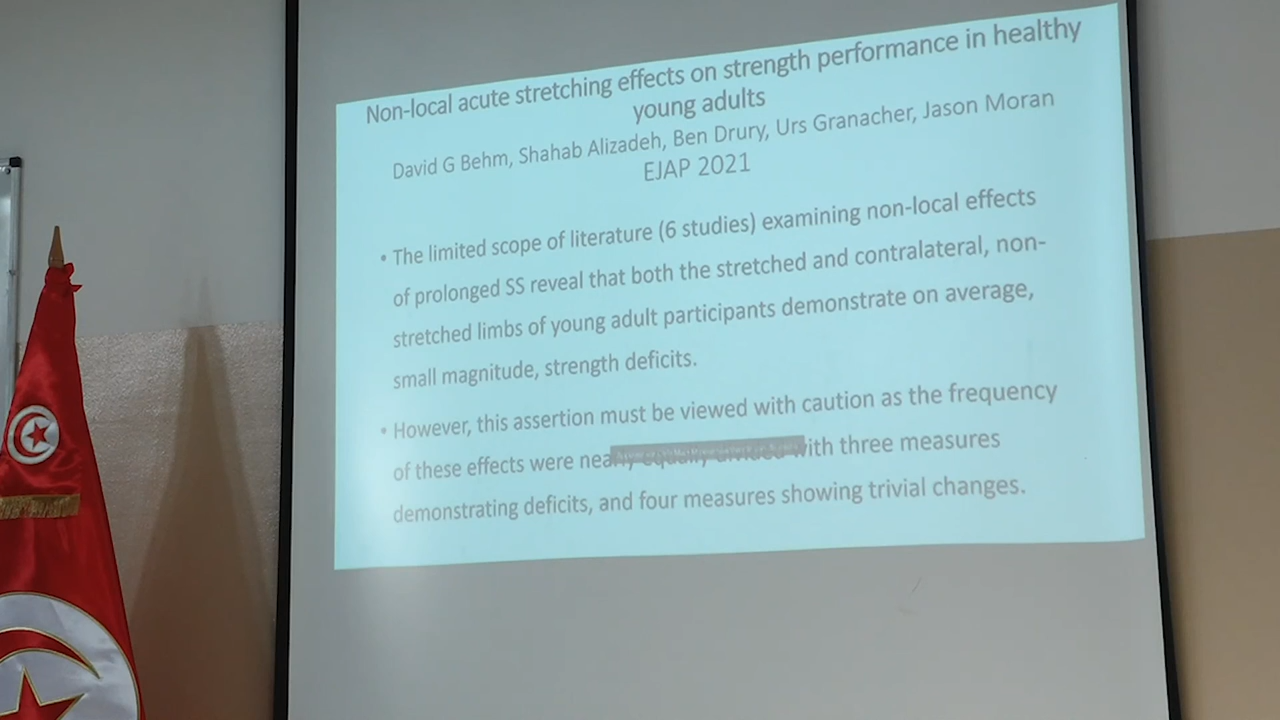 Non-local acute stretching effects on strength performance in healthy
young adults
David G Behm, Shahab Alizadeh, Ben Drury, Urs Granacher, Jason Moran
EJAP 2021
• The limited scope of literature (6 studies) examining non-local effects
of prolonged SS reveal that both the stretched and contralateral, non-
stretched limbs of young adult participants demonstrate on average,
small magnitude, strength deficits.
• However, this assertion must be viewed with caution as the frequency
of these effects were nearly equally divided with three measures
demonstrating deficits, and four measures showing trivial changes.